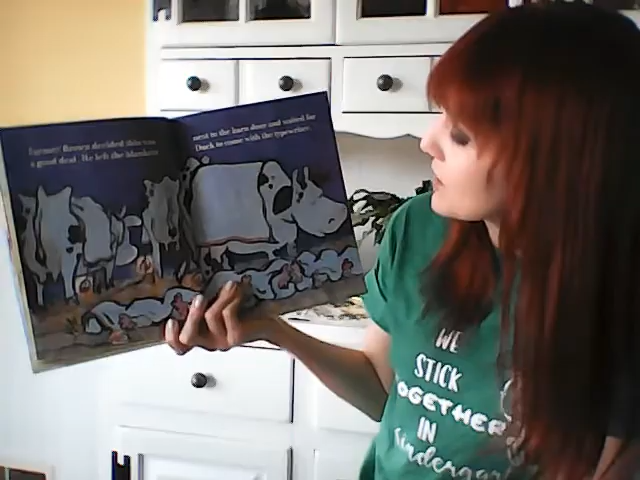 Farmer Brown decided this was
a good deal. He left the blankets
next to the barn door and waited for
Duck to come with the typewriter.
WE
STICK
TOGETHER
IN
kindergar